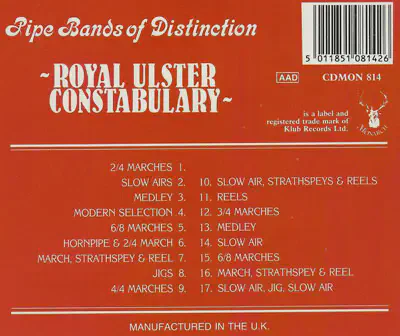 Pipe Bands of Distinction
~ROYAL ULSTER
CONSTABULARY~
5 011851 081426
AAD
CDMON 814
is a label and
registered trade mark of
Klub Records Ltd.
MONARCH
2/4 MARCHES 1.
SLOW AIRS 2.
MEDLEY 3.
MODERN SELECTION 4.
6/8 MARCHES 5.
HORNPIPE & 2/4 MARCH 6.
MARCH, STRATHSPEY & REEL 7.
JIGS 8.
4/4 MARCHES 9.
10. SLOW AIR, STRATHSPEYS & REELS
11. REELS
12. 3/4 MARCHES
13. MEDLEY
14. SLOW AIR
15. 6/8 MARCHES
16. MARCH, STRATHSPEY & REEL
17. SLOW AIR, JIG, SLOW AIR
MANUFACTURED IN THE U.K.